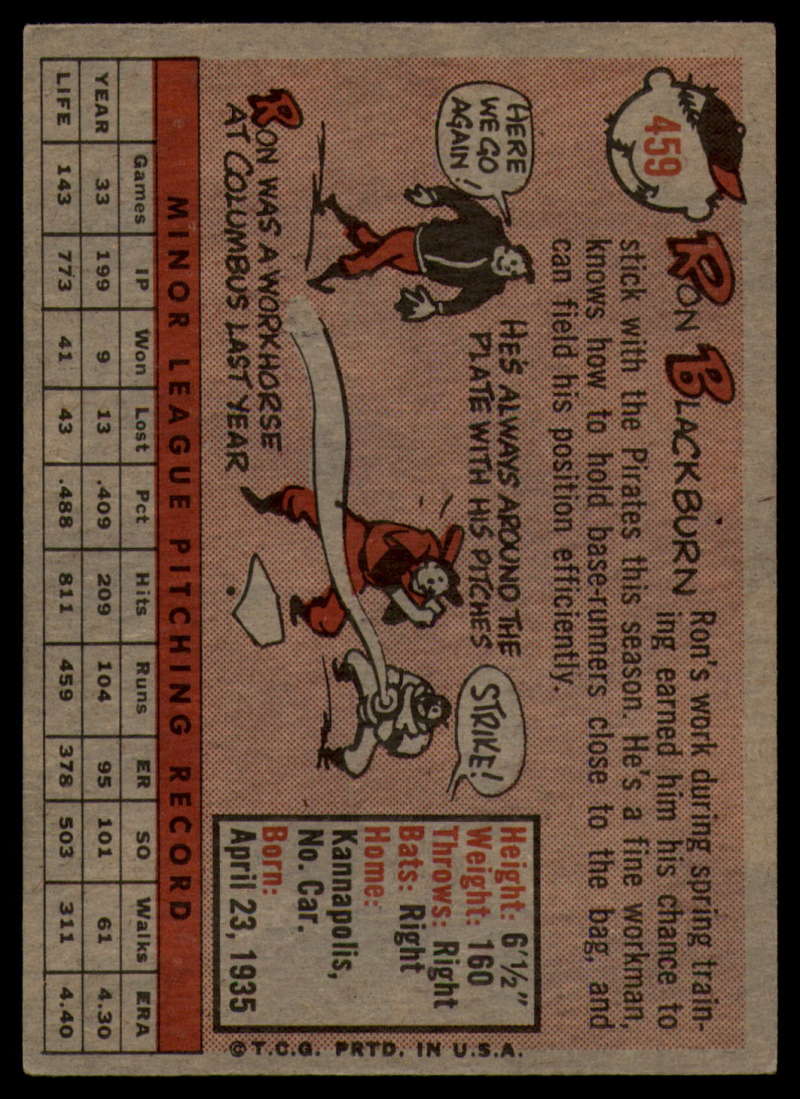 459
RON BLACKBURN
Ron's work during spring train-
ing earned him his chance to
stick with the Pirates this season. He's a fine workman,
knows how to hold base-runners close to the bag, and
can field his position efficiently.
HERE
WE GO
AGAIN!
RON WAS A WORKHORSE
AT COLUMBUS LAST YEAR
HE'S ALWAYS AROUND THE
PLATE WITH HIS PITCHES
STRIKE!
Height: 6'½"
Weight: 160
Throws: Right
Bats: Right
Home:
Kannapolis,
No. Car.
Born:
April 23, 1935
MINOR LEAGUE PITCHING RECORD
Games IP Won Lost Pct Hits Runs ER SO Walks ERA
YEAR 33 199 9 13 .409 209 104 95 101 61 4.30
LIFE 143 773 41 43 .488 811 459 378 503 311 4.40
©T.C.G. PRTD. IN U.S.A.